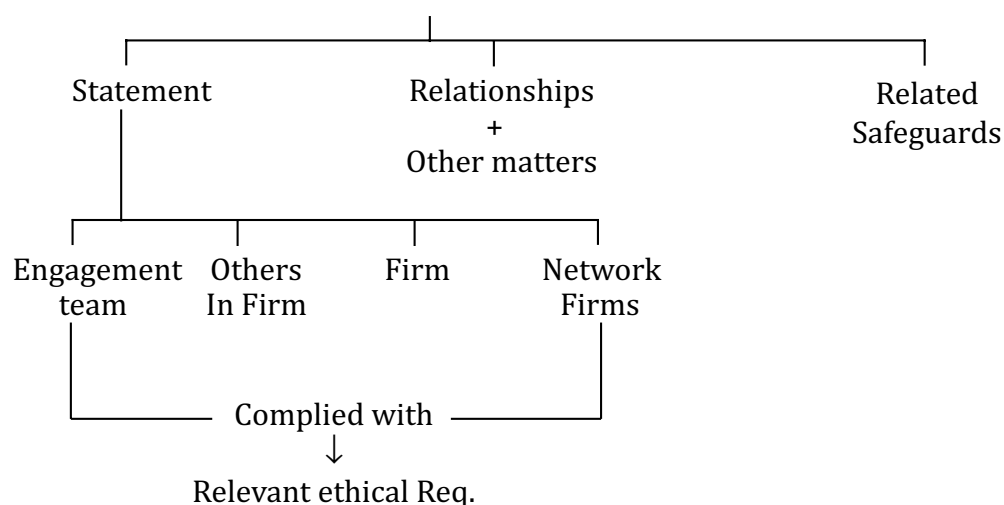 Statement
Relationships
+
Other matters
Related
Safeguards
Engagement
team
Others
In Firm
Firm
Network
Firms
Complied with
↓
Relevant ethical Req.